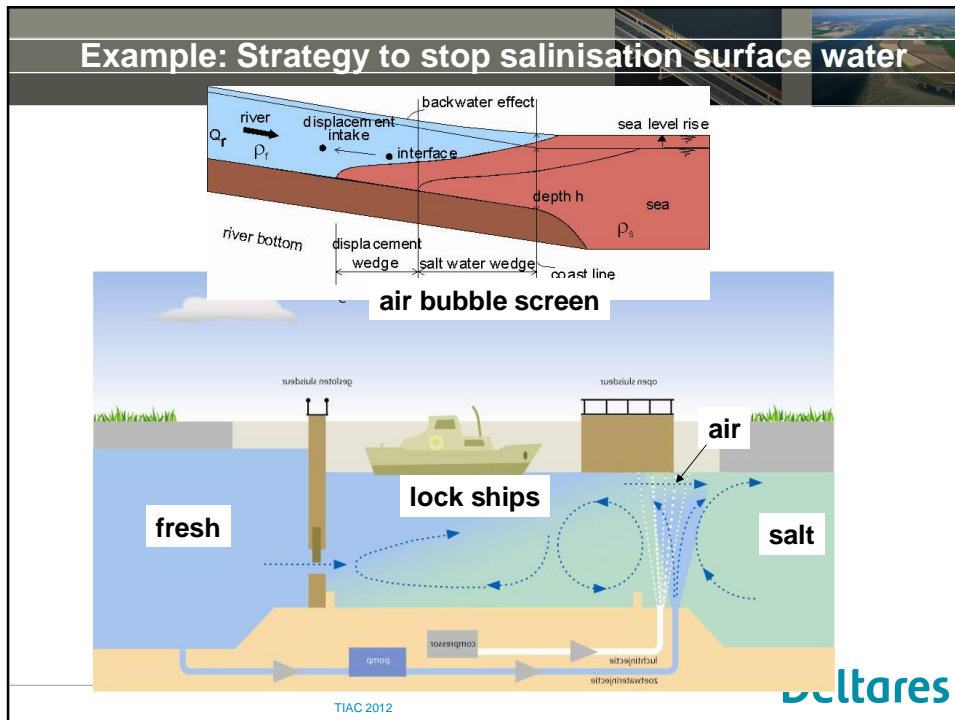 Example: Strategy to stop salinisation surface water
backwater effect
river
displacement
intake
sea level rise
Qr
ρf
interface
depth h
sea
ρs
river bottom
displacement
wedge
salt water wedge
coast line
air bubble screen
gesloten sluisdeur
open sluisdeur
air
lock ships
fresh
salt
compressor
pomp
luchtinjectie
zoetwaterinjectie
Deltares
TIAC 2012